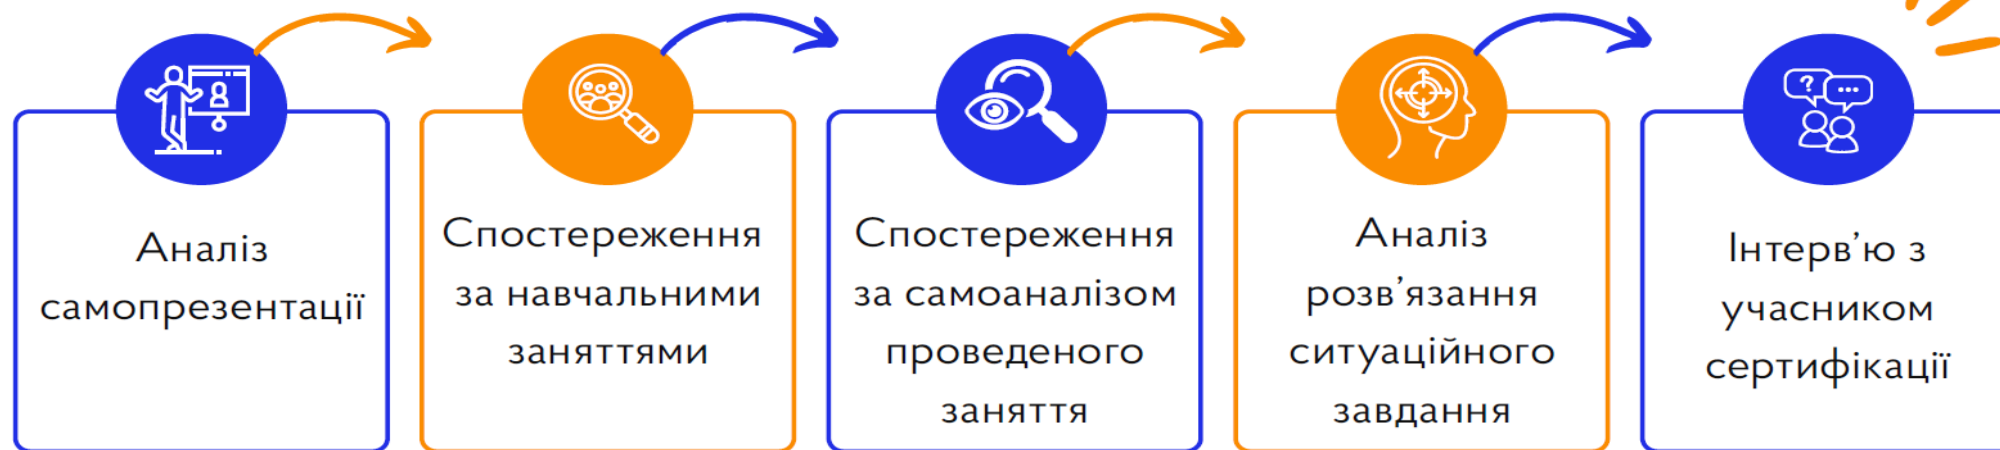 Аналіз
самопрезентації
Спостереження
за навчальними
заняттями
Спостереження
за самоаналізом
проведеного
заняття
Аналіз
розв’язання
ситуаційного
завдання
Інтерв’ю з
учасником
сертифікації